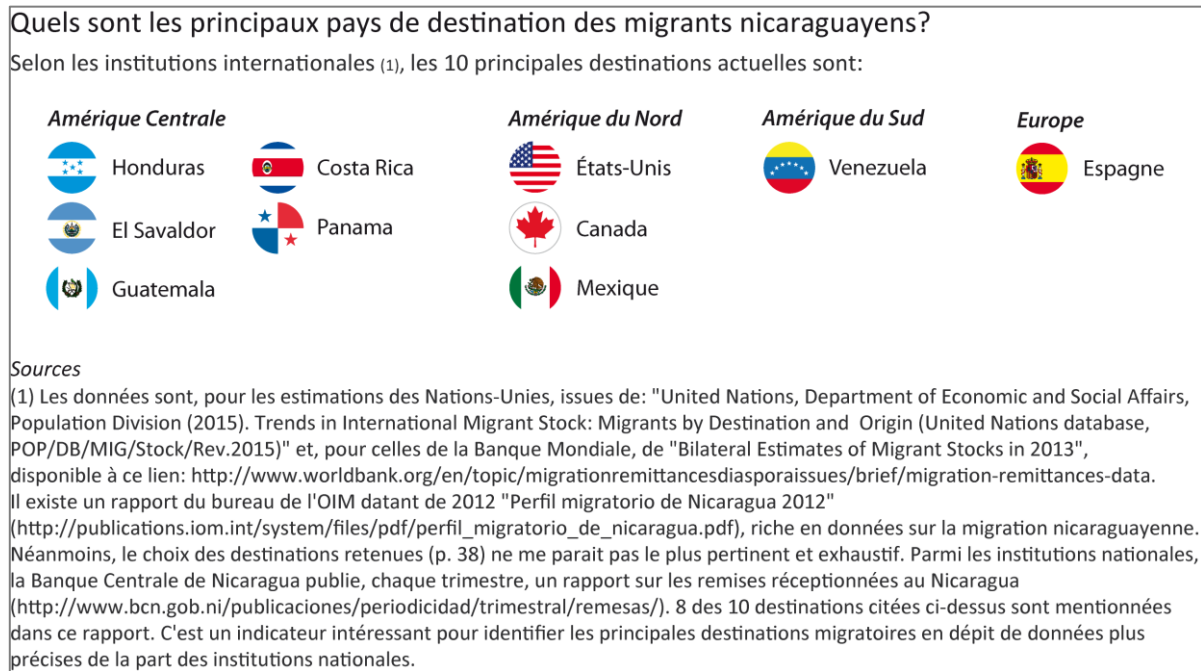 Quels sont les principaux pays de destination des migrants nicaraguayens?
Selon les institutions internationales (1), les 10 principales destinations actuelles sont:
Amérique Centrale
Honduras
Costa Rica
El Savaldor
Panama
Guatemala
Amérique du Nord
États-Unis
Canada
Mexique
Amérique du Sud
Venezuela
Europe
Espagne
Sources
(1) Les données sont, pour les estimations des Nations-Unies, issues de: "United Nations, Department of Economic and Social Affairs,
Population Division (2015). Trends in International Migrant Stock: Migrants by Destination and Origin (United Nations database,
POP/DB/MIG/Stock/Rev.2015)" et, pour celles de la Banque Mondiale, de "Bilateral Estimates of Migrant Stocks in 2013",
disponible à ce lien: http://www.worldbank.org/en/topic/migrationremittancesdiasporaissues/brief/migration-remittances-data.
Il existe un rapport du bureau de l'OIM datant de 2012 "Perfil migratorio de Nicaragua 2012"
(http://publications.iom.int/system/files/pdf/perfil_migratorio_de_nicaragua.pdf), riche en données sur la migration nicaraguayenne.
Néanmoins, le choix des destinations retenues (p. 38) ne me parait pas le plus pertinent et exhaustif. Parmi les institutions nationales,
la Banque Centrale de Nicaragua publie, chaque trimestre, un rapport sur les remises réceptionnées au Nicaragua
(http://www.bcn.gob.ni/publicaciones/periodicidad/trimestral/remesas/). 8 des 10 destinations citées ci-dessus sont mentionnées
dans ce rapport. C'est un indicateur intéressant pour identifier les principales destinations migratoires en dépit de données plus
précises de la part des institutions nationales.